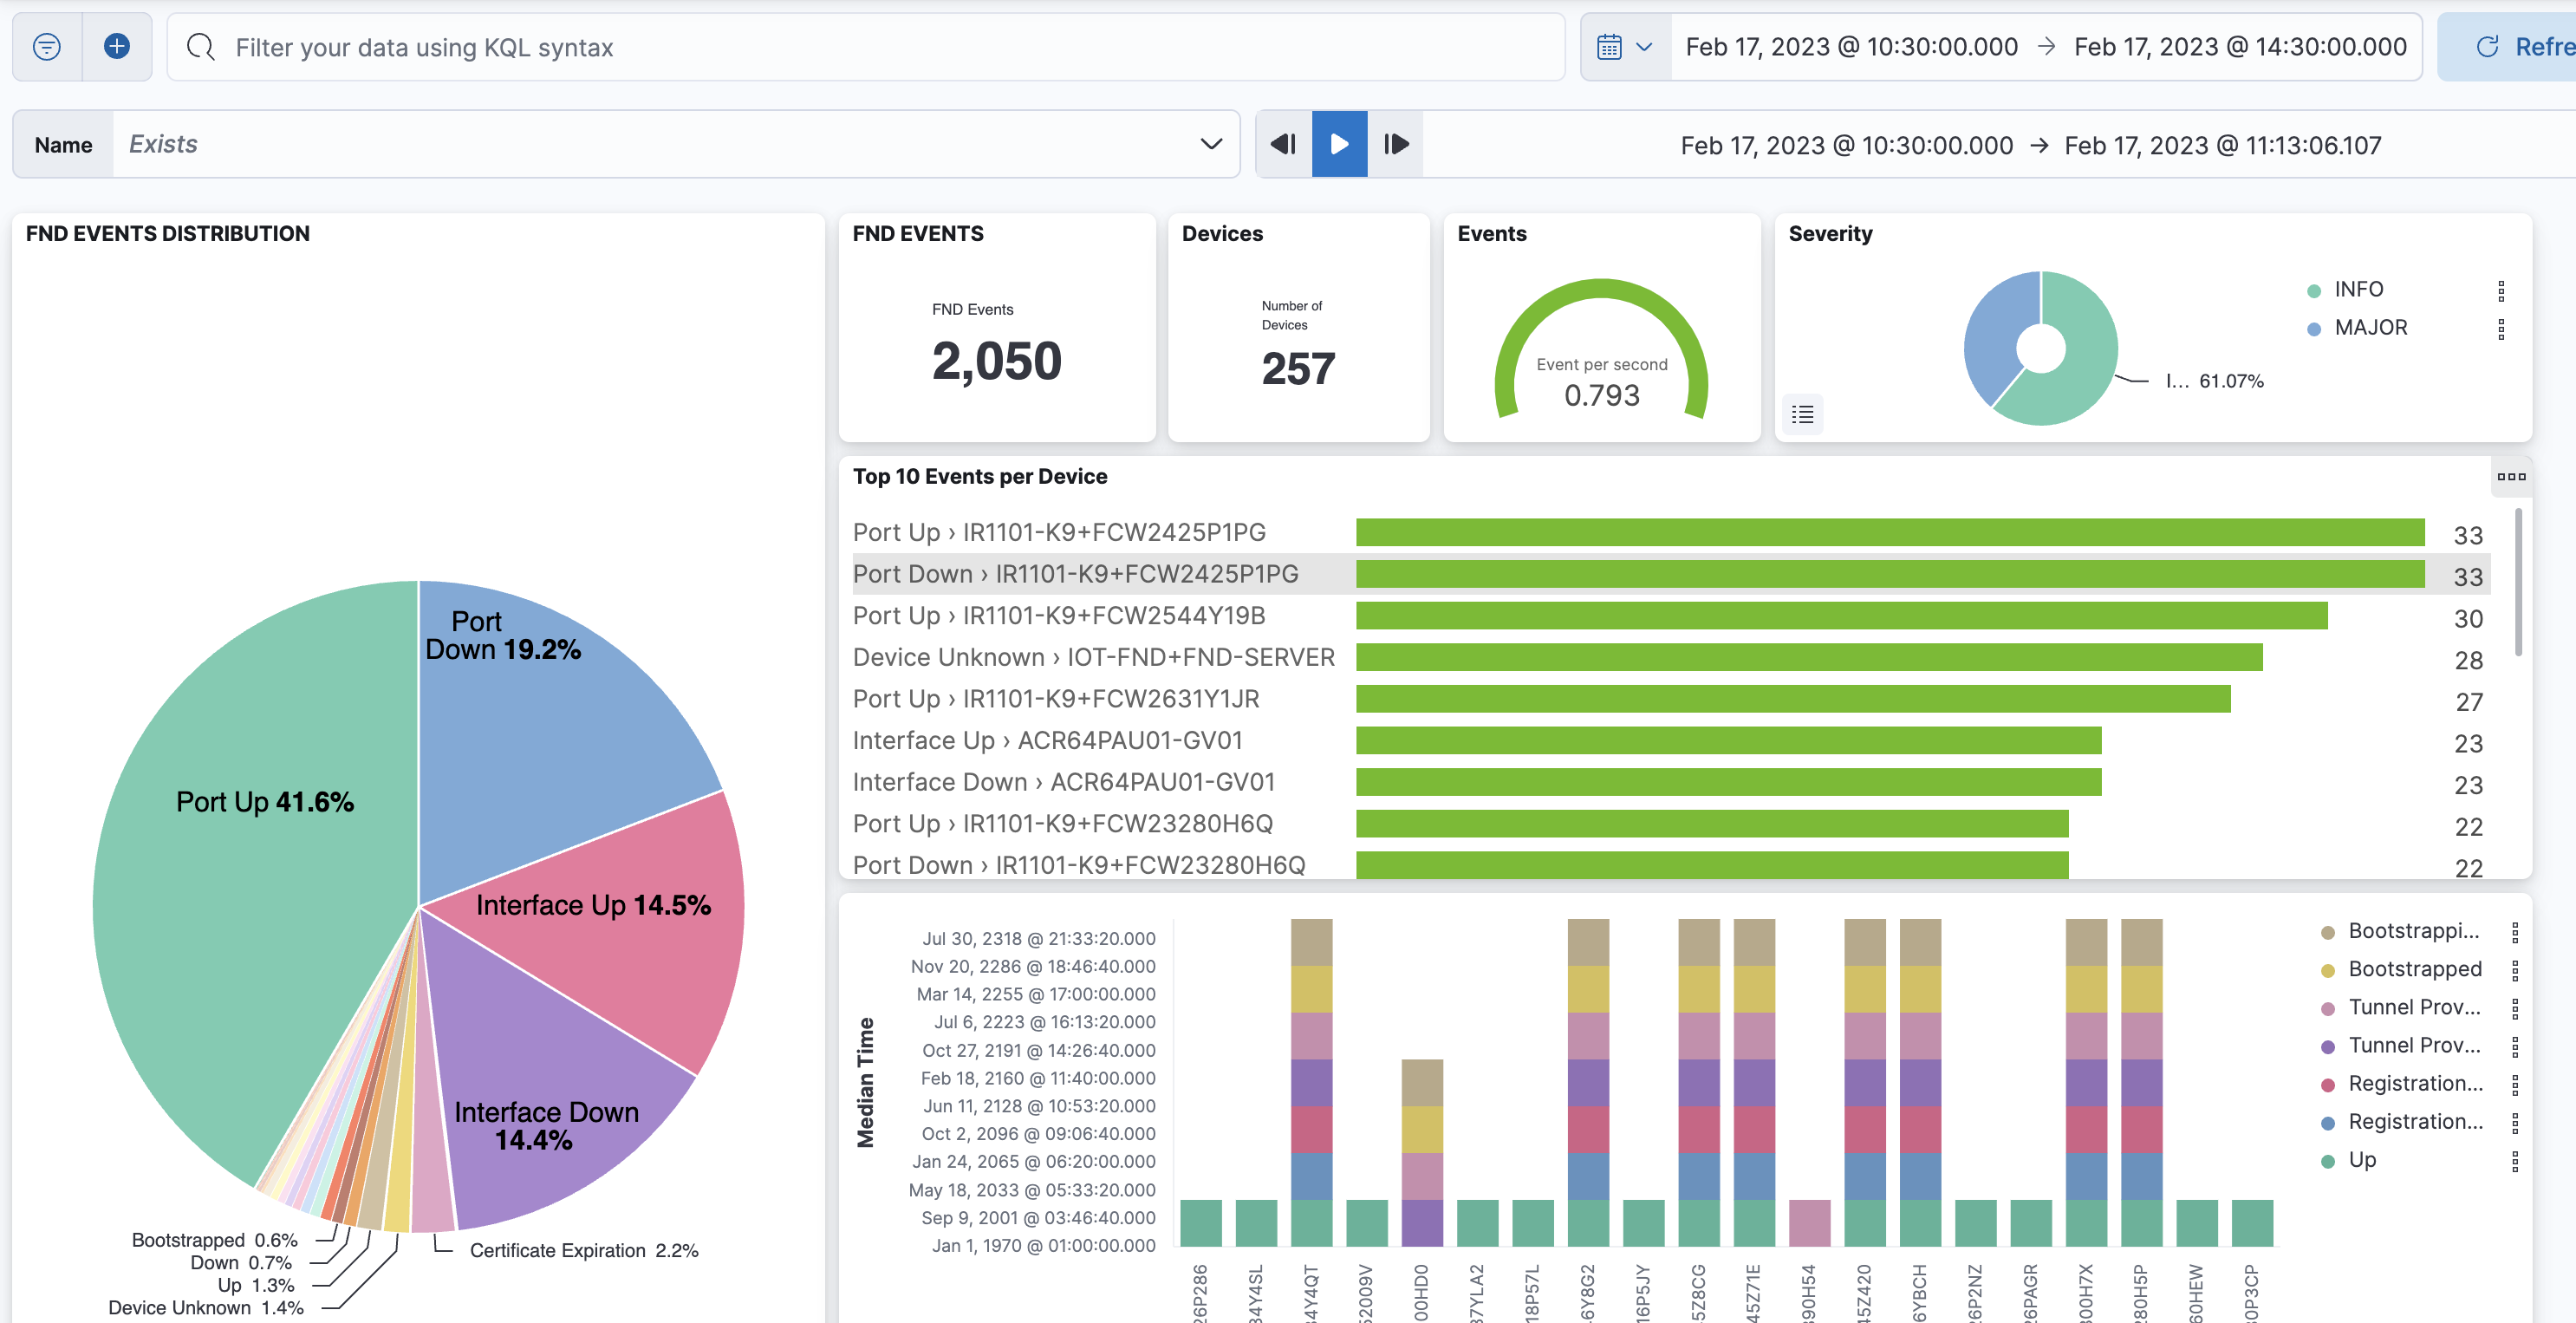 Filter your data using KQL syntax
Feb 17, 2023 @ 10:30:00.000 → Feb 17, 2023 @ 14:30:00.000
Name Exists
Feb 17, 2023 @ 10:30:00.000 → Feb 17, 2023 @ 11:13:06.107
FND EVENTS DISTRIBUTION
Port
Down 19.2%
Port Up 41.6%
Interface Up 14.5%
Interface Down
14.4%
Bootstrapped 0.6%
Down 0.7%
Up 1.3%
Device Unknown 1.4%
Certificate Expiration 2.2%
FND EVENTS
FND Events
2,050
Devices
Number of
Devices
257
Events
Event per second
0.793
Severity
INFO
MAJOR
I... 61.07%
Top 10 Events per Device
Port Up › IR1101-K9+FCW2425P1PG 33
Port Down › IR1101-K9+FCW2425P1PG 33
Port Up › IR1101-K9+FCW2544Y19B 30
Device Unknown › IOT-FND+FND-SERVER 28
Port Up › IR1101-K9+FCW2631Y1JR 27
Interface Up › ACR64PAU01-GV01 23
Interface Down › ACR64PAU01-GV01 23
Port Up › IR1101-K9+FCW23280H6Q 22
Port Down › IR1101-K9+FCW23280H6Q 22
Median Time
Jul 30, 2318 @ 21:33:20.000
Nov 20, 2286 @ 18:46:40.000
Mar 14, 2255 @ 17:00:00.000
Jul 6, 2223 @ 16:13:20.000
Oct 27, 2191 @ 14:26:40.000
Feb 18, 2160 @ 11:40:00.000
Jun 11, 2128 @ 10:53:20.000
Oct 2, 2096 @ 09:06:40.000
Jan 24, 2065 @ 06:20:00.000
May 18, 2033 @ 05:33:20.000
Sep 9, 2001 @ 03:46:40.000
Jan 1, 1970 @ 01:00:00.000
26P286
34Y4SL
4Y4QT
52009V
00HD0
37YLA2
18P57L
6Y8G2
16P5JY
5Z8CG
45Z71E
390H54
45Z420
6YBCH
26P2NZ
26PAGR
300H7X
280H5P
60HEW
0P3CP
Bootstrappi...
Bootstrapped
Tunnel Prov...
Tunnel Prov...
Registration...
Registration...
Up